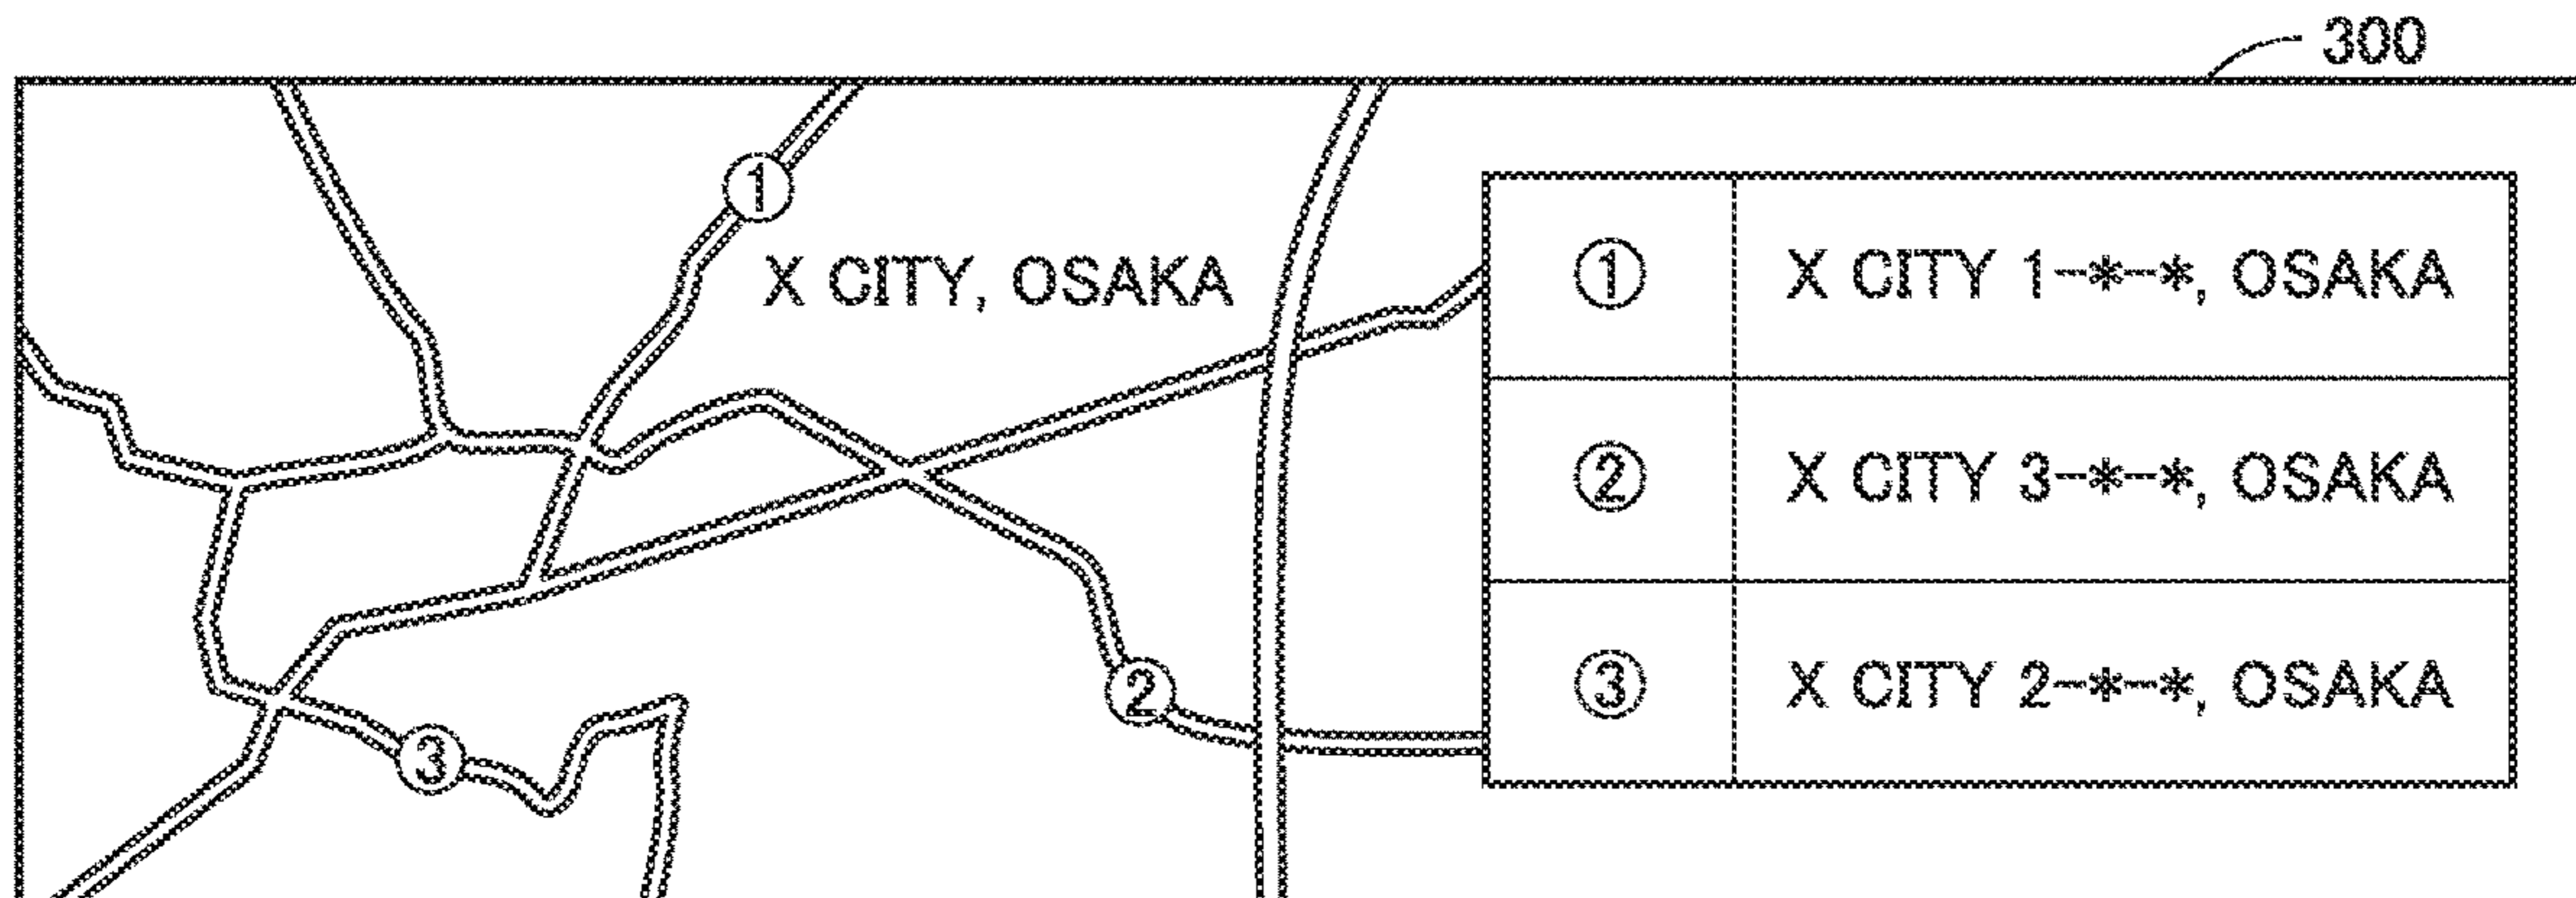 300
①
X CITY, OSAKA
②
③
① X CITY 1-*-*, OSAKA
② X CITY 3-*-*, OSAKA
③ X CITY 2-*-*, OSAKA